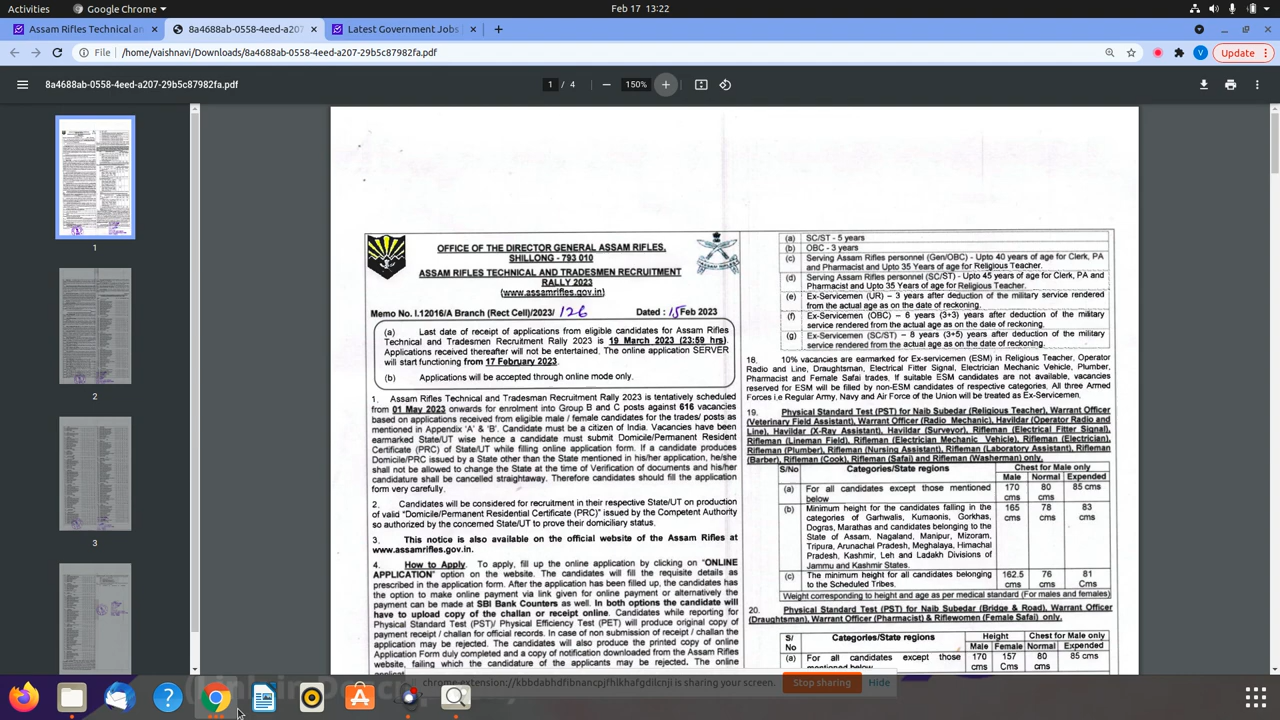 Activities
Google Chrome
Feb 17 13:22
Assam Rifles Technical an
8a4688ab-0558-4eed-a207
Latest Government Jobs
File
/home/vaishnavi/Downloads/8a4688ab-0558-4eed-a207-29b5c87982fa.pdf
V
Update
8a4688ab-0558-4eed-a207-29b5c87982fa.pdf
1 / 4
150%
1
2
3
OFFICE OF THE DIRECTOR GENERAL ASSAM RIFLES,
SHILLONG - 793 010
ASSAM RIFLES TECHNICAL AND TRADESMEN RECRUITMENT
RALLY 2023
(www.assamrifles.gov.in)
Memo No. I.12016/A Branch (Rect Cell)/2023/ 126 Dated : 15 Feb 2023
(a) Last date of receipt of applications from eligible candidates for Assam Rifles
Technical and Tradesmen Recruitment Rally 2023 is 19 March 2023 (23:59 hrs).
Applications received thereafter will not be entertained. The online application SERVER
will start functioning from 17 February 2023.
(b) Applications will be accepted through online mode only.
1. Assam Rifles Technical and Tradesman Recruitment Rally 2023 is tentatively scheduled
from 01 May 2023 onwards for enrolment into Group B and C posts against 616 vacancies
based on applications received from eligible male / female candidates for the trades/ posts as
mentioned in Appendix 'A' & 'B'. Candidate must be a citizen of India. Vacancies have been
earmarked State/UT wise hence a candidate must submit Domicile/Permanent Resident
Certificate (PRC) of State/UT while filling online application form. If a candidate produces
Domicile/PRC issued by a State other than the State mentioned in his/her application, he/she
shall not be allowed to change the State at the time of Verification of documents and his/her
candidature shall be cancelled straightaway. Therefore candidates should fill the application
form very carefully.
2. Candidates will be considered for recruitment in their respective State/UT on production
of valid "Domicile/Permanent Residential Certificate (PRC)" issued by the Competent Authority
so authorized by the concerned State/UT to prove their domiciliary status.
3. This notice is also available on the official website of the Assam Rifles at
www.assamrifles.gov.in.
4. How to Apply. To apply, fill up the online application by clicking on "ONLINE
APPLICATION" option on the website. The candidates will fill the requisite details as
prescribed in the application form. After the application has been filled up, the candidates has
the option to make online payment via link given for online payment or alternatively the
payment can be made at SBI Bank Counters as well. In both options the candidate will
have to upload copy of the challan or receipt online. Candidates while reporting for
Physical Standard Test (PST)/ Physical Efficiency Test (PET) will produce original copy of
payment receipt / challan for official records. In case of non submission of receipt / challan the
application may be rejected. The candidates will also produce the printed copy of online
Application Form duly completed and a copy of notification downloaded from the Assam Rifles
website, failing which the candidature of the applicants may be rejected. The online
(a) SC/ST - 5 years
(b) OBC - 3 years
(c) Serving Assam Rifles personnel (Gen/OBC) - Upto 40 years of age for Clerk, PA
and Pharmacist and Upto 35 Years of age for Religious Teacher.
(d) Serving Assam Rifles personnel (SC/ST) - Upto 45 years of age for Clerk, PA and
Pharmacist and Upto 35 Years of age for Religious Teacher.
(e) Ex-Servicemen (UR) – 3 years after deduction of the military service rendered
from the actual age as on the date of reckoning.
(f) Ex-Servicemen (OBC) – 6 years (3+3) years after deduction of the military
service rendered from the actual age as on the date of reckoning.
(g) Ex-Servicemen (SC/ST) – 8 years (3+5) years after deduction of the military
service rendered from the actual age as on the date of reckoning.
18. 10% vacancies are earmarked for Ex-servicemen (ESM) in Religious Teacher, Operator
Radio and Line, Draughtsman, Electrical Fitter Signal, Electrician Mechanic Vehicle, Plumber,
Pharmacist and Female Safai trades. If suitable ESM candidates are not available, vacancies
reserved for ESM will be filled by non-ESM candidates of respective categories. All three Armed
Forces i.e Regular Army, Navy and Air Force of the Union will be treated as Ex-Servicemen.
19. Physical Standard Test (PST) for Naib Subedar (Religious Teacher), Warrant Officer
(Veterinary Field Assistant), Warrant Officer (Radio Mechanic), Havildar (Operator Radio and
Line), Havildar (X-Ray Assistant), Havildar (Surveyor), Rifleman (Electrical Fitter Signal),
Rifleman (Lineman Field), Rifleman (Electrician Mechanic Vehicle), Rifleman (Electrician),
Rifleman (Plumber), Rifleman (Nursing Assistant), Rifleman (Laboratory Assistant), Rifleman
(Barber), Rifleman (Cook), Rifleman (Safai) and Rifleman (Washerman) only.
S/No Categories/State regions Chest for Male only
Male Normal Expended
(a) For all candidates except those mentioned below 170 cms 80 cms 85 cms
(b) Minimum height for the candidates falling in the 165 cms 78 cms 83 cms
categories of Garhwalis, Kumaonis, Gorkhas,
Dogras, Marathas and candidates belonging to the
State of Assam, Nagaland, Manipur, Mizoram,
Tripura, Arunachal Pradesh, Meghalaya, Himachal
Pradesh, Kashmir, Leh and Ladakh Divisions of
Jammu and Kashmir States.
(c) The minimum height for all candidates belonging to the Scheduled Tribes. 162.5 cms 76 cms 81 Cms
Weight corresponding to height and age as per medical standard (For males and females)
20. Physical Standard Test (PST) for Naib Subedar (Bridge & Road), Warrant Officer
(Draughtsman), Warrant Officer (Pharmacist) & Riflewomen (Female Safai) only.
S/ No Categories/State regions Height Chest for Male only
Male Female Normal Expended
(a) For all candidates except those 170 157 Cms 80 cms 85 cms
chrome-extension://kbbdabhdfibnancpjfhlkhafgdilcnji is sharing your screen.
Stop sharing
Hide